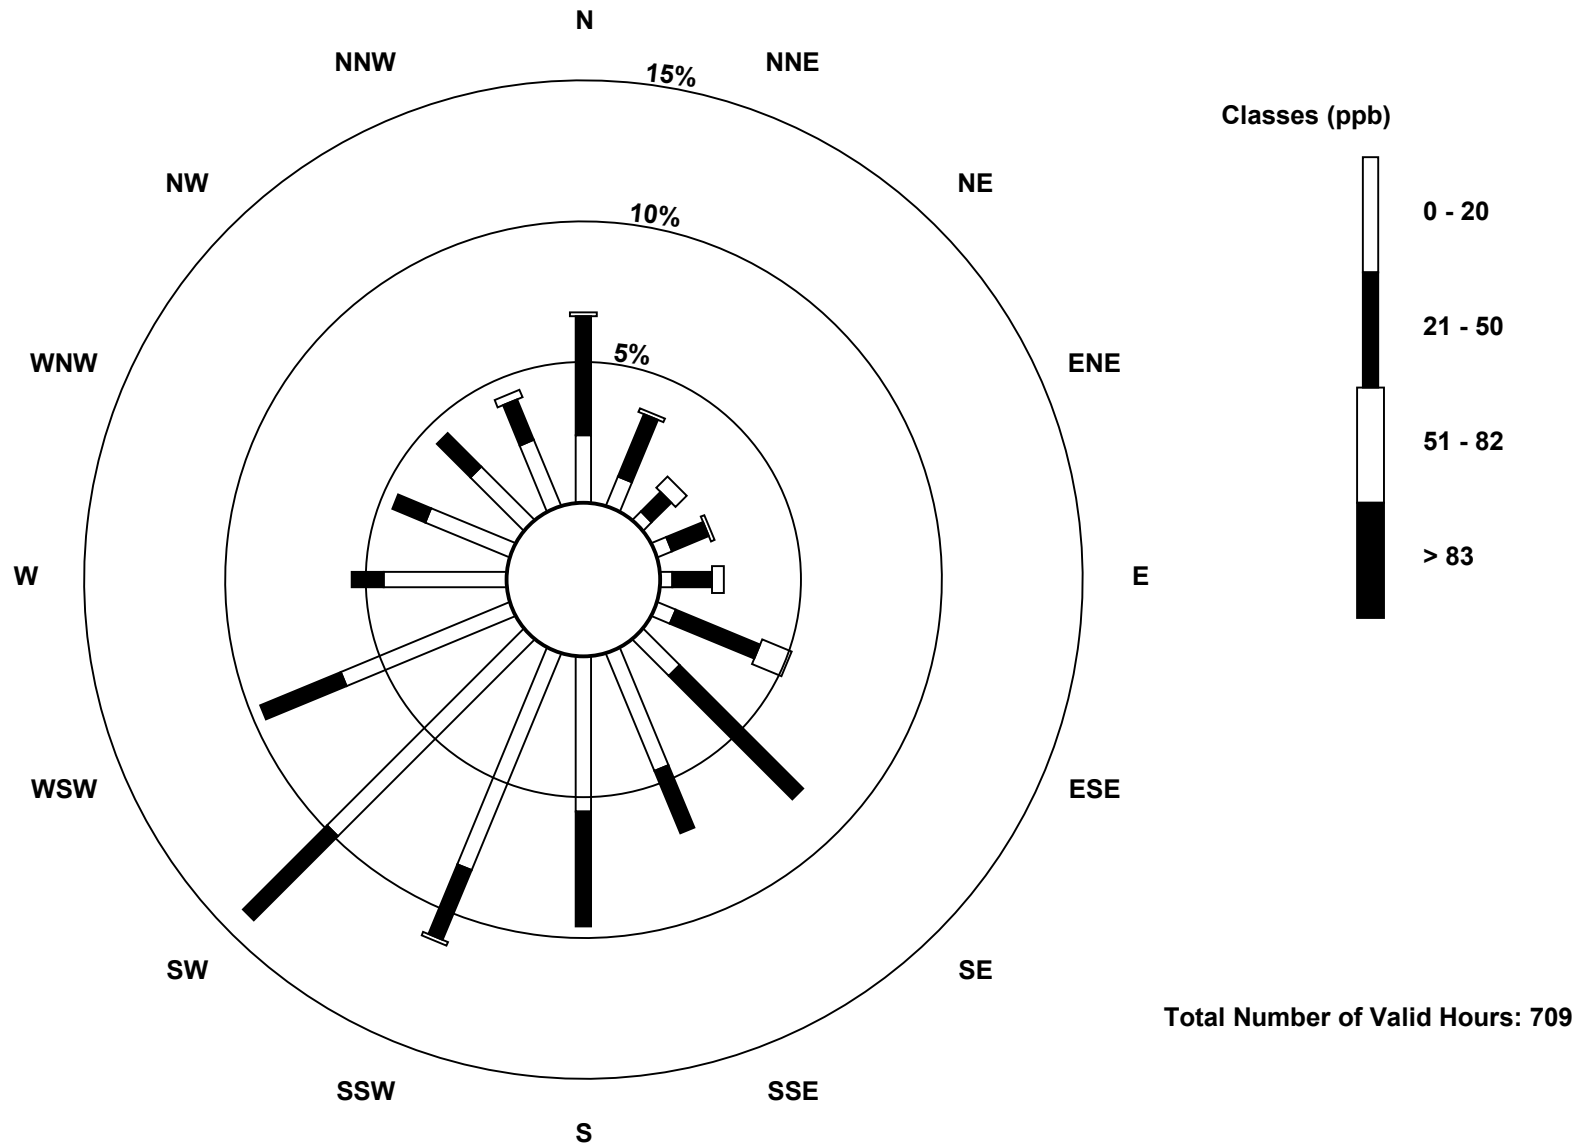 N
NNW
NNE
15%
Classes (ppb)
NW
NE
0 - 20
10%
21 - 50
5%
WNW
ENE
51 - 82
> 83
W
E
WSW
ESE
SW
SE
Total Number of Valid Hours: 709
SSW
SSE
S